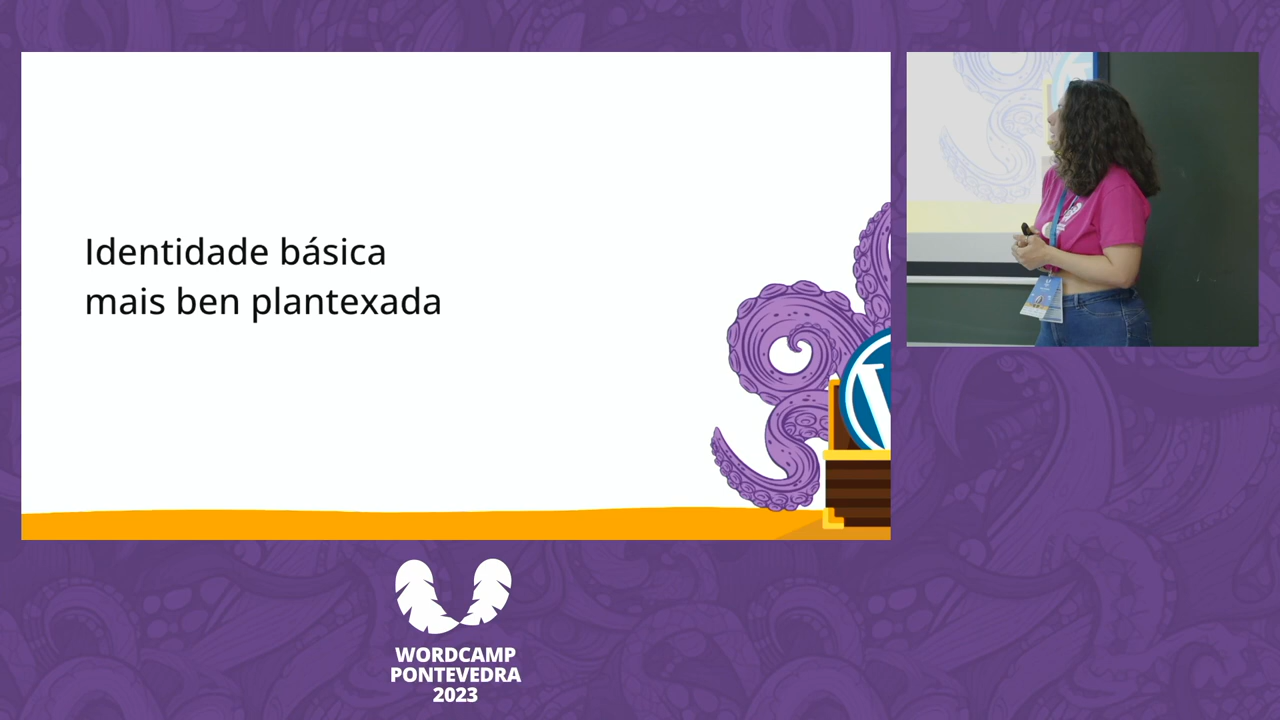 Identidade básica
mais ben plantexada
WORDCAMP
PONTEVEDRA
2023